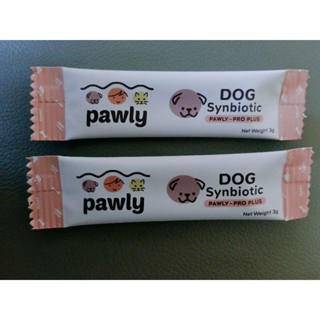 pawly
DOG
Synbiotic
PAWLY - PRO PLUS
Net Weight 3g
pawly
DOG
Synbiotic
PAWLY - PRO PLUS
Net Weight 3g